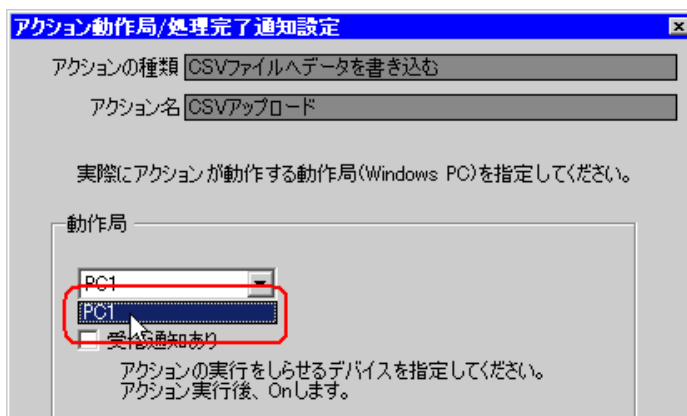 アクション動作局/処理完了通知設定
アクションの種類 CSVファイルへデータを書き込む
アクション名 CSVアップロード
実際にアクションが動作する動作局(Windows PC)を指定してください。
動作局
PC1
PC1
受信通知あり
アクションの実行をしらせるデバイスを指定してください。
アクション実行後、Onします。